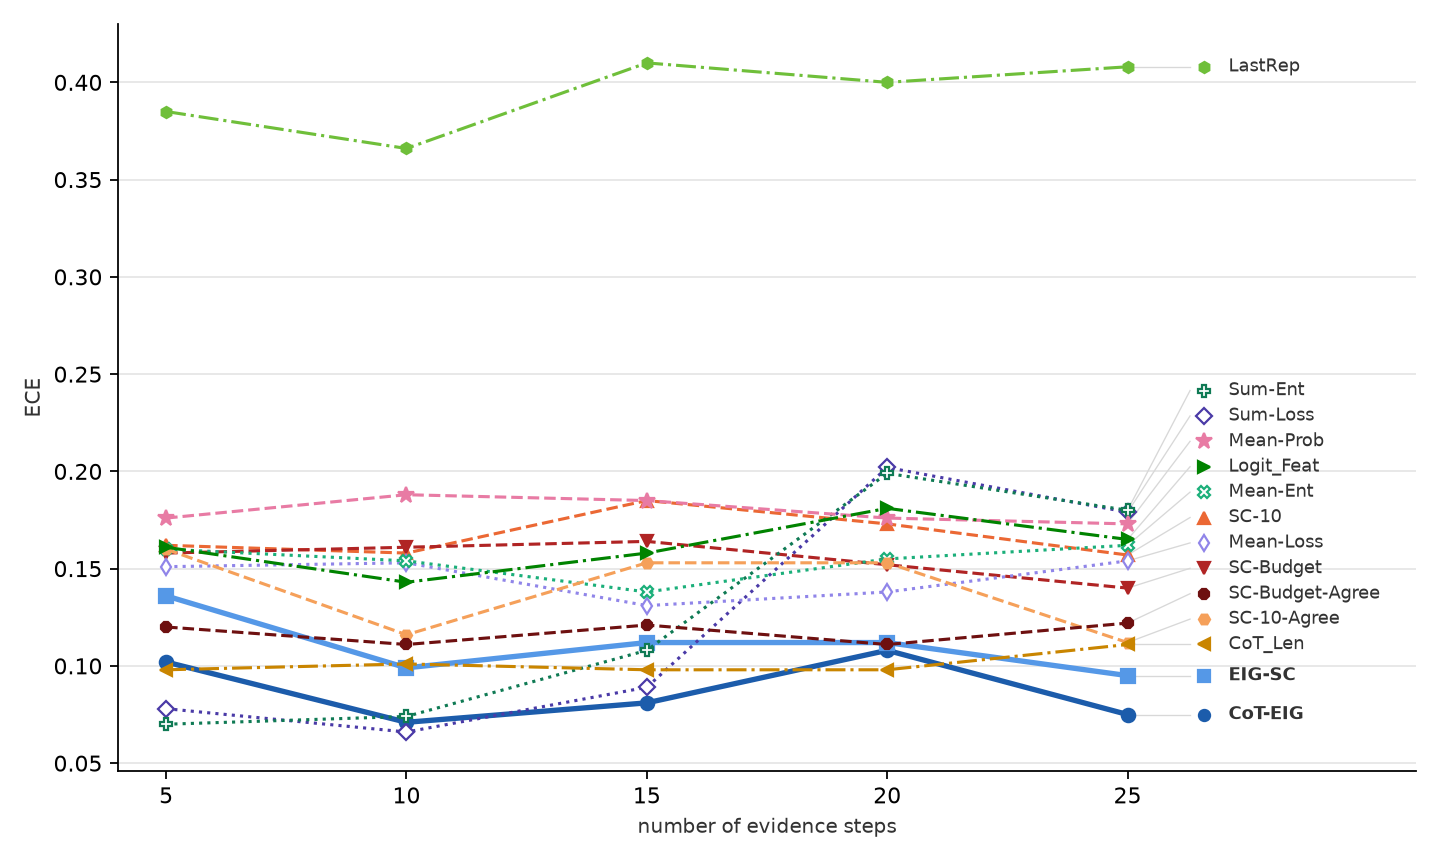 0.40
0.35
0.30
0.25
0.20
0.15
0.10
0.05
ECE
5 10 15 20 25
number of evidence steps
LastRep
Sum-Ent
Sum-Loss
Mean-Prob
Logit_Feat
Mean-Ent
SC-10
Mean-Loss
SC-Budget
SC-Budget-Agree
SC-10-Agree
CoT_Len
EIG-SC
CoT-EIG